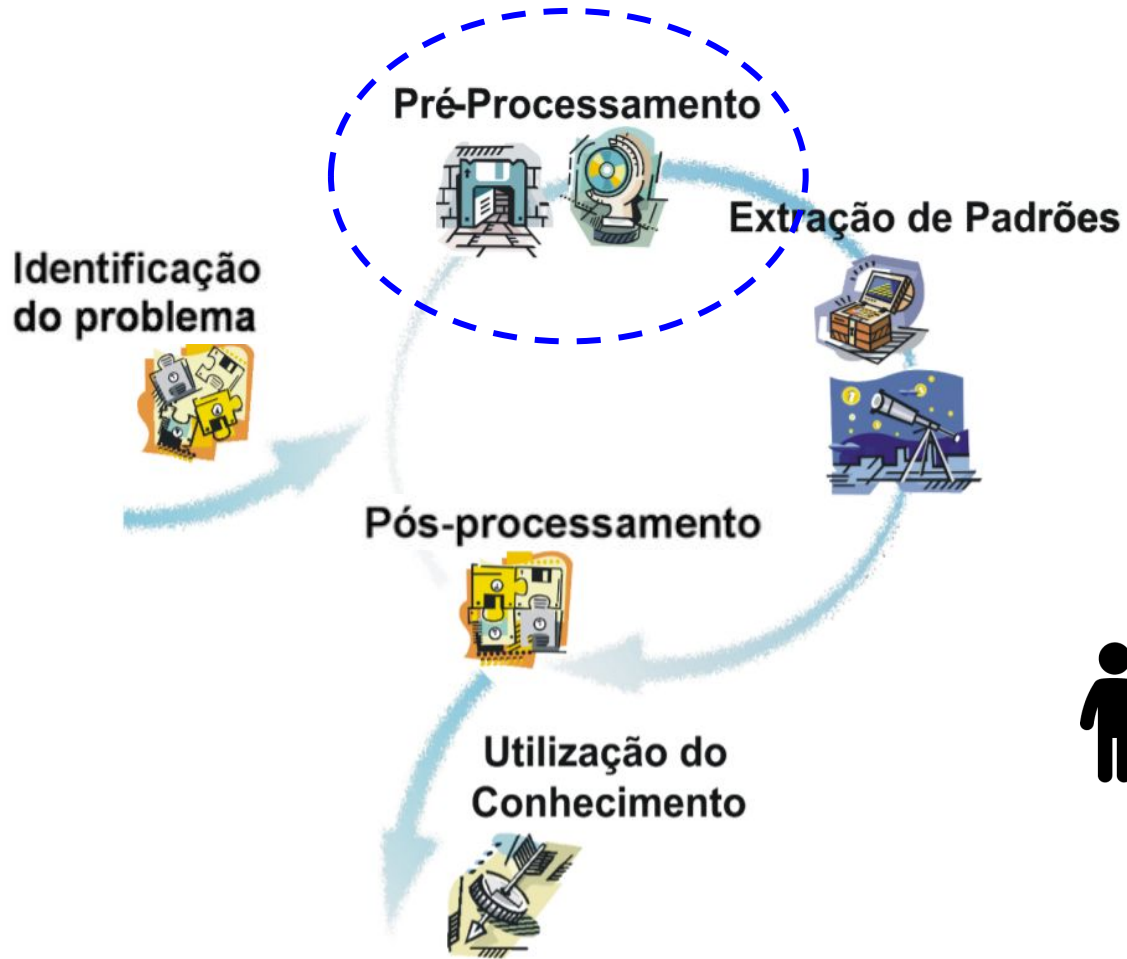 Pré-Processamento
Extração de Padrões
Identificação
do problema
Pós-processamento
Utilização do
Conhecimento